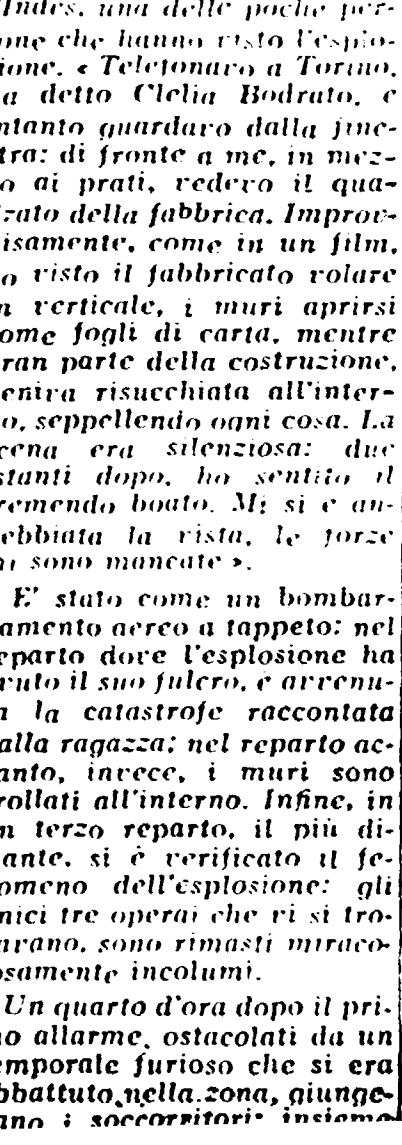 Indes, una delle poche per-
one che hanno visto l'esplo-
ione. « Telefonavo a Torino,
a detto Clelia Bodrato, e
ntanto guardavo dalla fine-
tra: di fronte a me, in mez-
o ai prati, vedevo il qua-
rato della fabbrica. Improv-
isamente, come in un film,
o visto il fabbricato volare
n verticale, i muri aprirsi
ome fogli di carta, mentre
ran parte della costruzione,
eniva risucchiata all'inter-
o, seppellendo ogni cosa. La
cena era silenziosa: due
stanti dopo, ho sentito il
remendo boato. Mi si è an-
ebbiata la vista, le forze
i sono mancate ».
E' stato come un bombar-
amento aereo a tappeto: nel
eparto dove l'esplosione ha
vuto il suo fulcro, è avvenu-
a la catastrofe raccontata
alla ragazza; nel reparto ac-
anto, invece, i muri sono
rollati all'interno. Infine, in
n terzo reparto, il più di-
tante, si è verificato il fe-
omeno dell'esplosione: gli
nici tre operai che vi si tro-
avano, sono rimasti miraco-
osamente incolumi.
Un quarto d'ora dopo il pri-
o allarme, ostacolati da un
emporale furioso che si era
bbattuto nella zona, giunge-
ano i soccorritori: insieme